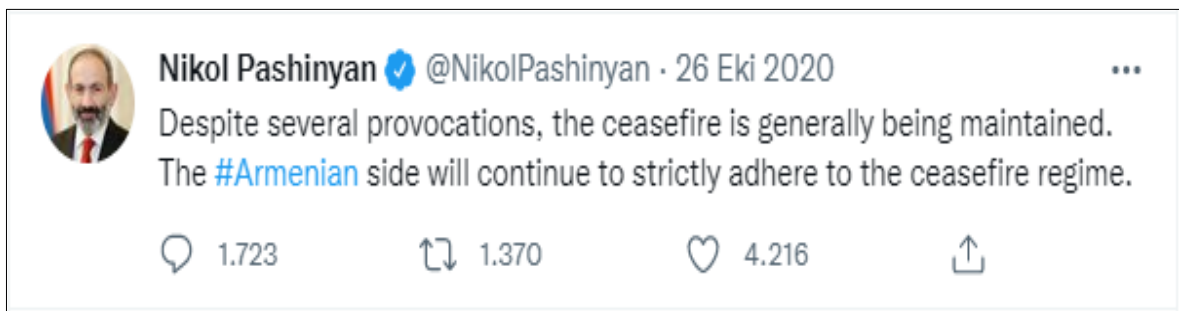 Nikol Pashinyan @NikolPashinyan · 26 Eki 2020
Despite several provocations, the ceasefire is generally being maintained.
The #Armenian side will continue to strictly adhere to the ceasefire regime.
1.723 1.370 4.216